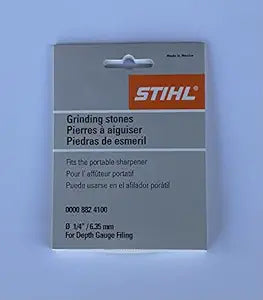 Made in Mexico
STIHL®
Grinding stones
Pierres à aiguiser
Piedras de esmeril
Fits the portable sharpener
Pour l'affûteur portatif
Puede usarse en el afilador porátil
0000 882 4100
Ø 1/4"/6.35 mm
For Depth Gauge Filing